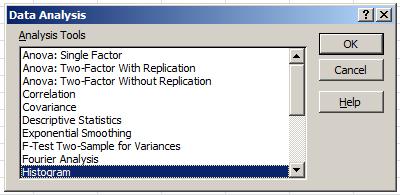 Data Analysis
Analysis Tools
OK
Anova: Single Factor
Anova: Two-Factor With Replication
Anova: Two-Factor Without Replication
Correlation
Covariance
Descriptive Statistics
Exponential Smoothing
F-Test Two-Sample for Variances
Fourier Analysis
Histogram
Cancel
Help